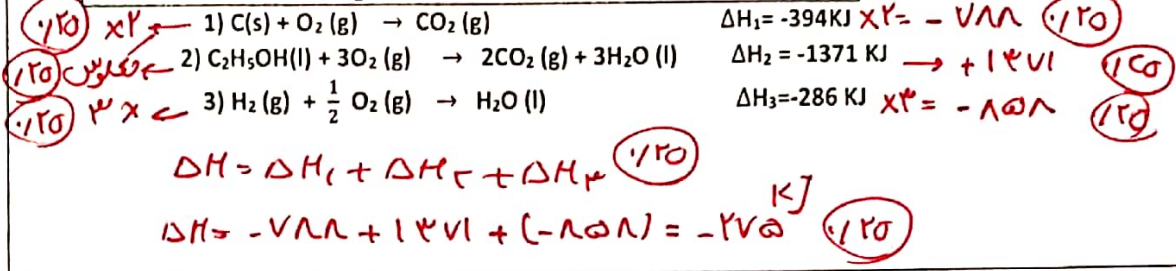 ۰/۲۵ ×۲ ← 1) C(s) + O₂ (g) → CO₂ (g) ΔH₁= -394KJ ×۲= - ۷۸۸ ۰/۲۵
۰/۲۵ معکوس ← 2) C₂H₅OH(l) + 3O₂ (g) → 2CO₂ (g) + 3H₂O (l) ΔH₂ = -1371 KJ → + ۱۳۷۱ ۰/۲۵
۰/۲۵ ۳ × ← 3) H₂ (g) + 1/2 O₂ (g) → H₂O (l) ΔH₃=-286 KJ ×۳= - ۸۵۸ ۰/۲۵
ΔH = ΔH۱ + ΔH۲ + ΔH۳ ۰/۲۵
ΔH= -۷۸۸ + ۱۳۷۱ + (-۸۵۸) = -۲۷۵ KJ ۰/۲۵